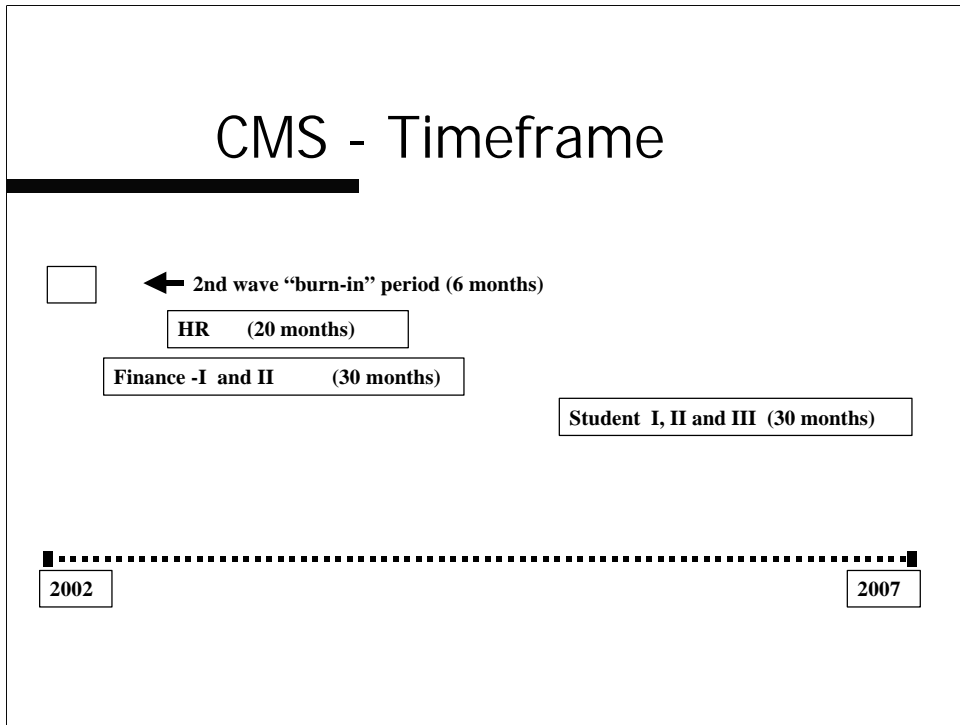 CMS - Timeframe
2nd wave “burn-in” period (6 months)
HR (20 months)
Finance -I and II (30 months)
Student I, II and III (30 months)
2002
2007